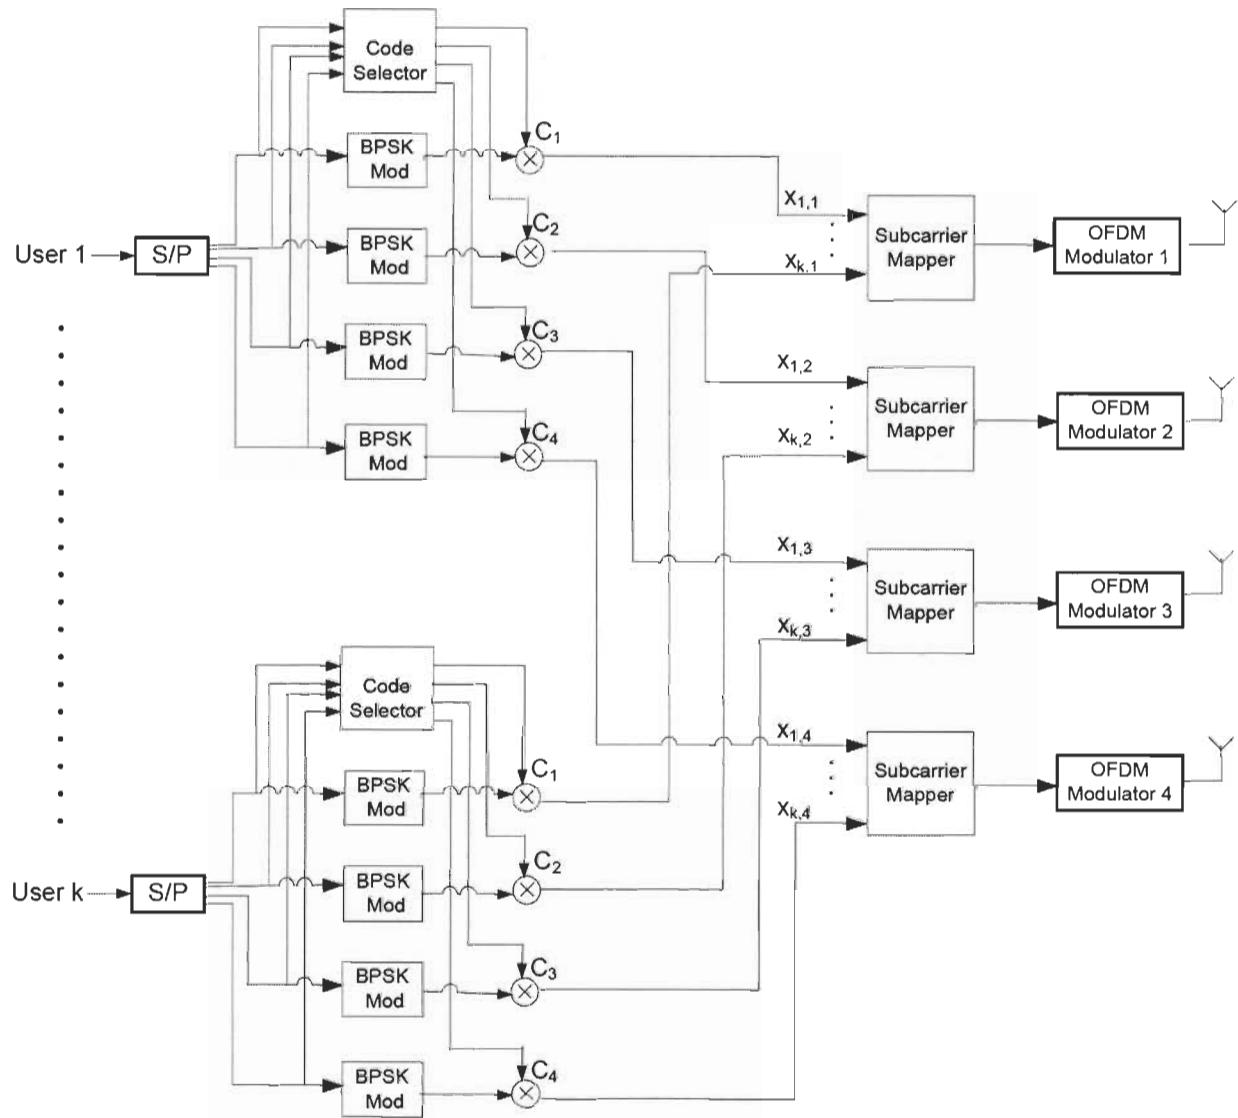 Code
Selector
C₁
BPSK
Mod
X₁,₁
Subcarrier
Mapper
OFDM
Modulator 1
User 1
S/P
C₂
BPSK
Mod
Xₖ,₁
C₃
BPSK
Mod
X₁,₂
Subcarrier
Mapper
OFDM
Modulator 2
C₄
BPSK
Mod
Xₖ,₂
X₁,₃
Subcarrier
Mapper
OFDM
Modulator 3
Xₖ,₃
Code
Selector
X₁,₄
Subcarrier
Mapper
OFDM
Modulator 4
C₁
BPSK
Mod
Xₖ,₄
User k
S/P
C₂
BPSK
Mod
C₃
BPSK
Mod
C₄
BPSK
Mod